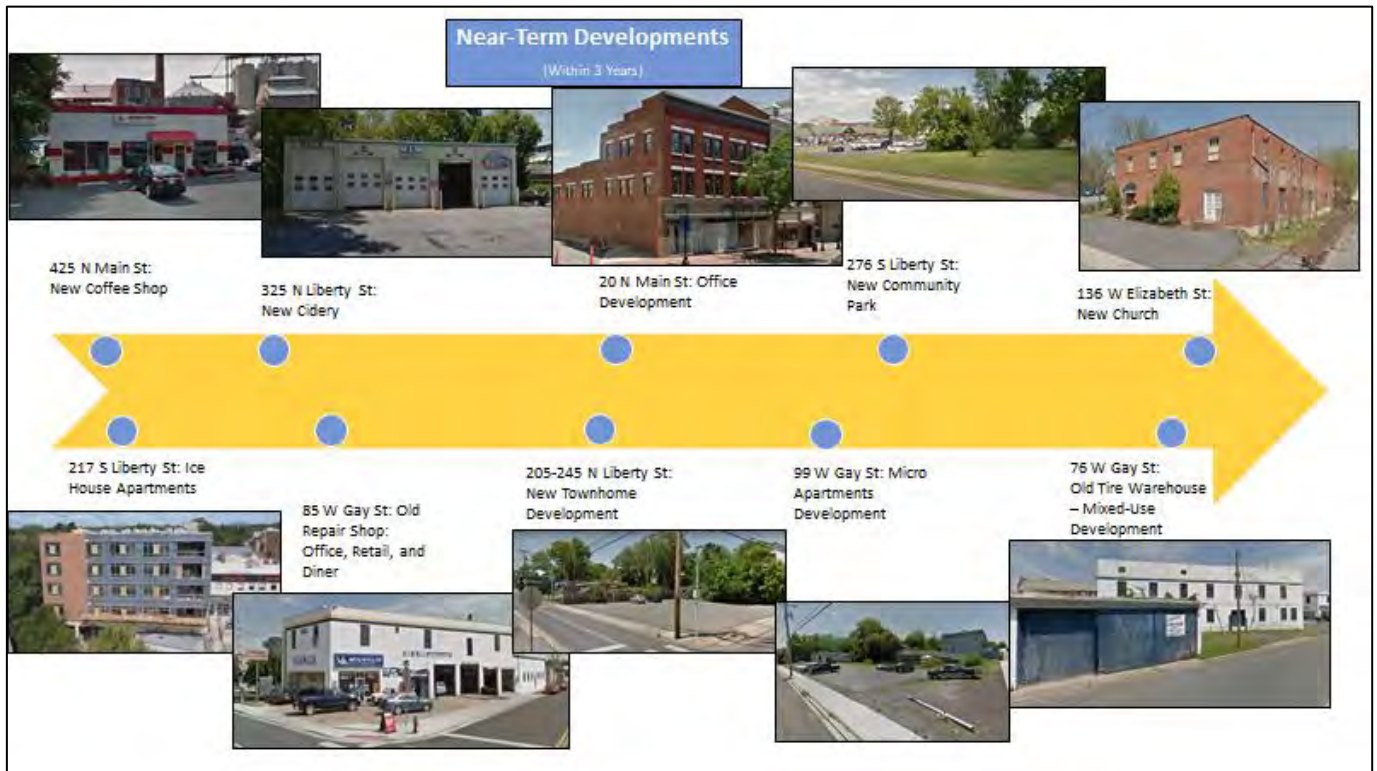 Near-Term Developments
(Within 3 Years)
425 N Main St:
New Coffee Shop
325 N Liberty St:
New Cidery
20 N Main St: Office
Development
276 S Liberty St:
New Community
Park
136 W Elizabeth St:
New Church
217 S Liberty St: Ice
House Apartments
85 W Gay St: Old
Repair Shop:
Office, Retail, and
Diner
205-245 N Liberty St:
New Townhome
Development
99 W Gay St: Micro
Apartments
Development
76 W Gay St:
Old Tire Warehouse
– Mixed-Use
Development